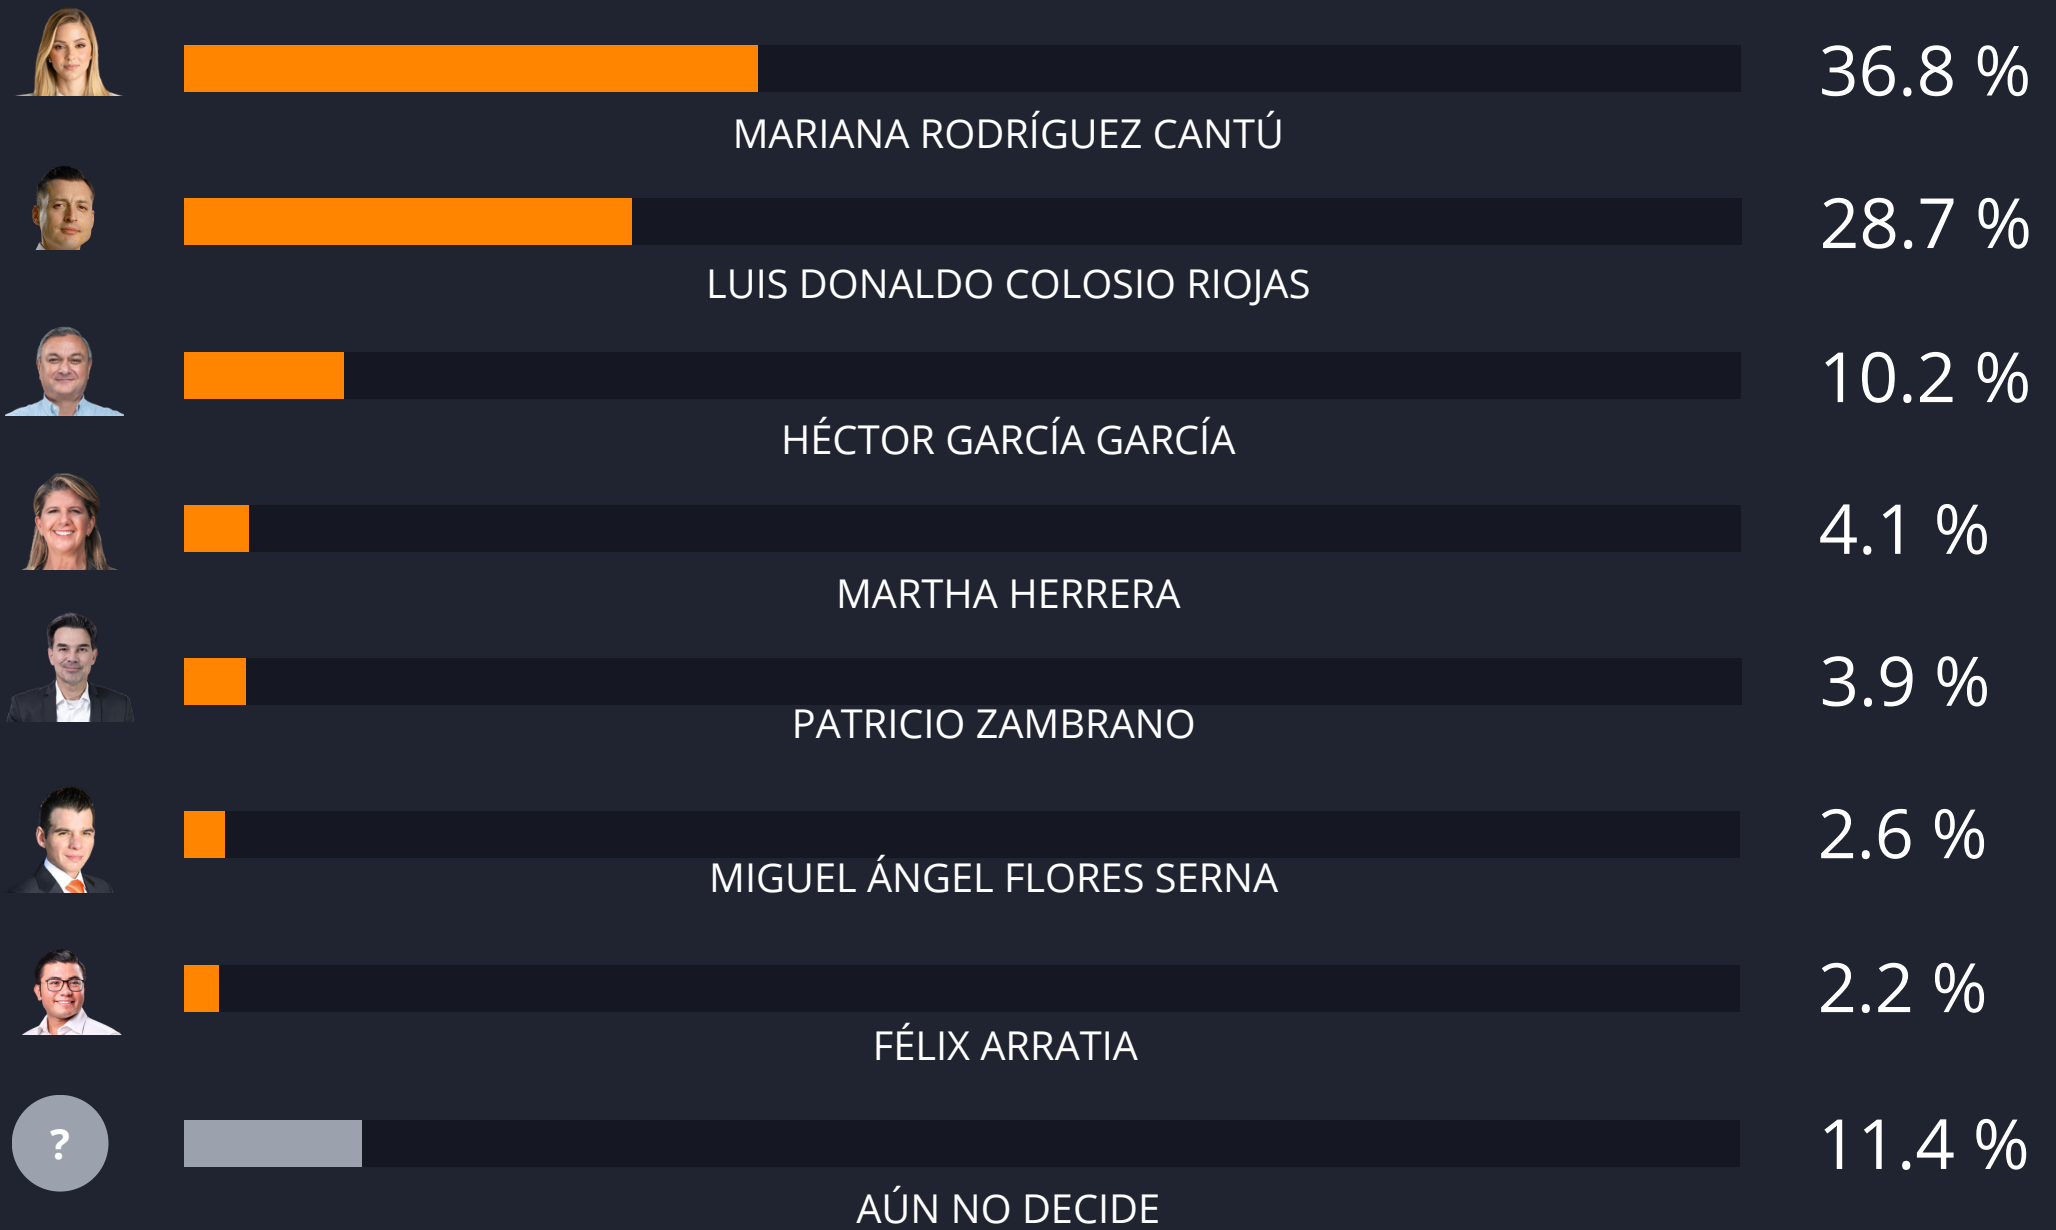 36.8 %
MARIANA RODRÍGUEZ CANTÚ
28.7 %
LUIS DONALDO COLOSIO RIOJAS
10.2 %
HÉCTOR GARCÍA GARCÍA
4.1 %
MARTHA HERRERA
3.9 %
PATRICIO ZAMBRANO
2.6 %
MIGUEL ÁNGEL FLORES SERNA
2.2 %
FÉLIX ARRATIA
?
11.4 %
AÚN NO DECIDE